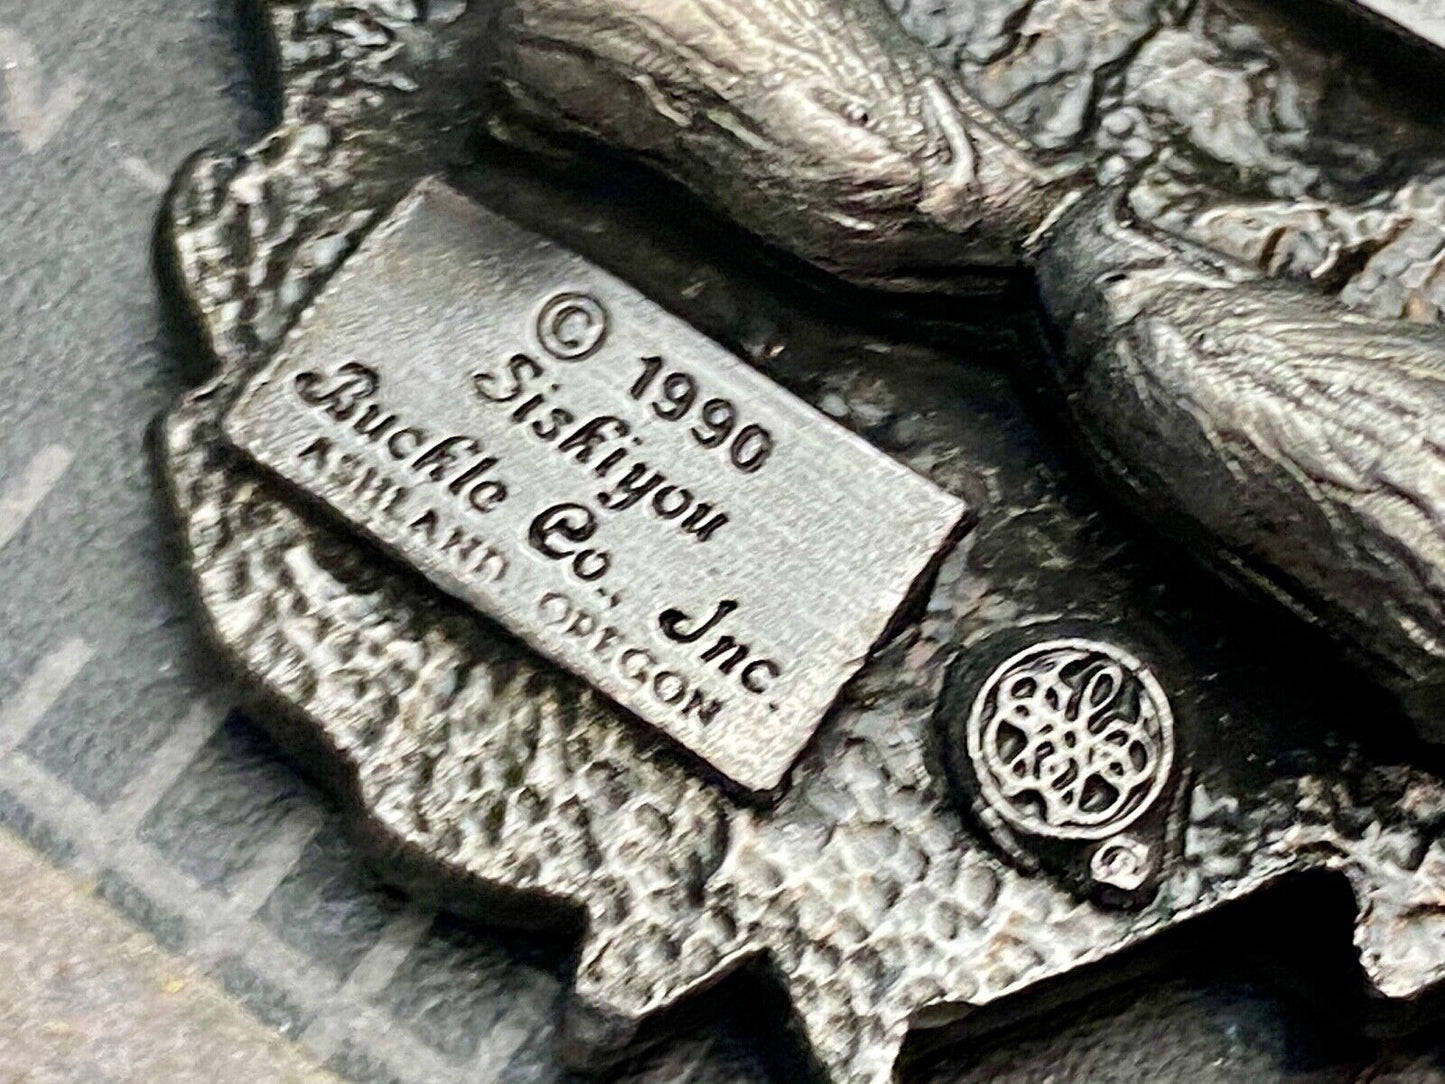 © 1990
Siskiyou
Buckle Co., Inc.
ASHLAND, OREGON